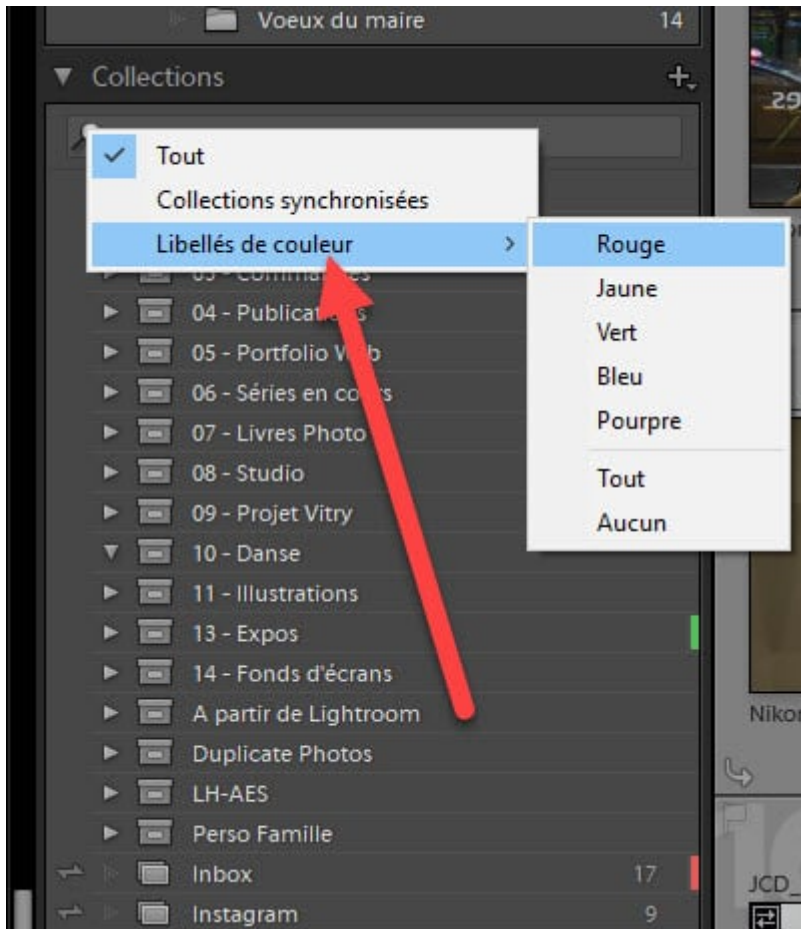 Voeux du maire 14
Collections
Tout
Collections synchronisées
Libellés de couleur
Rouge
Jaune
Vert
Bleu
Pourpre
Tout
Aucun
03 - Commandes
04 - Publications
05 - Portfolio Web
06 - Séries en cours
07 - Livres Photo
08 - Studio
09 - Projet Vitry
10 - Danse
11 - Illustrations
13 - Expos
14 - Fonds d'écrans
A partir de Lightroom
Duplicate Photos
LH-AES
Perso Famille
Inbox 17
Instagram 9
29
Nikon
JCD_